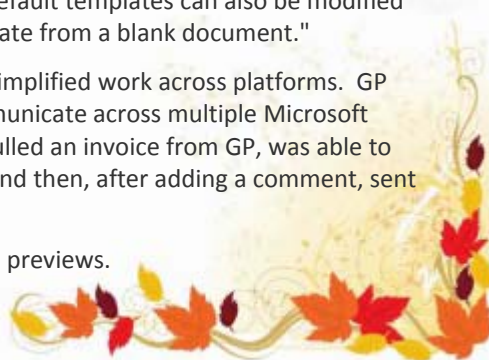 efault templates can also be modified
ate from a blank document."
implified work across platforms. GP
municate across multiple Microsoft
ulled an invoice from GP, was able to
nd then, after adding a comment, sent
previews.